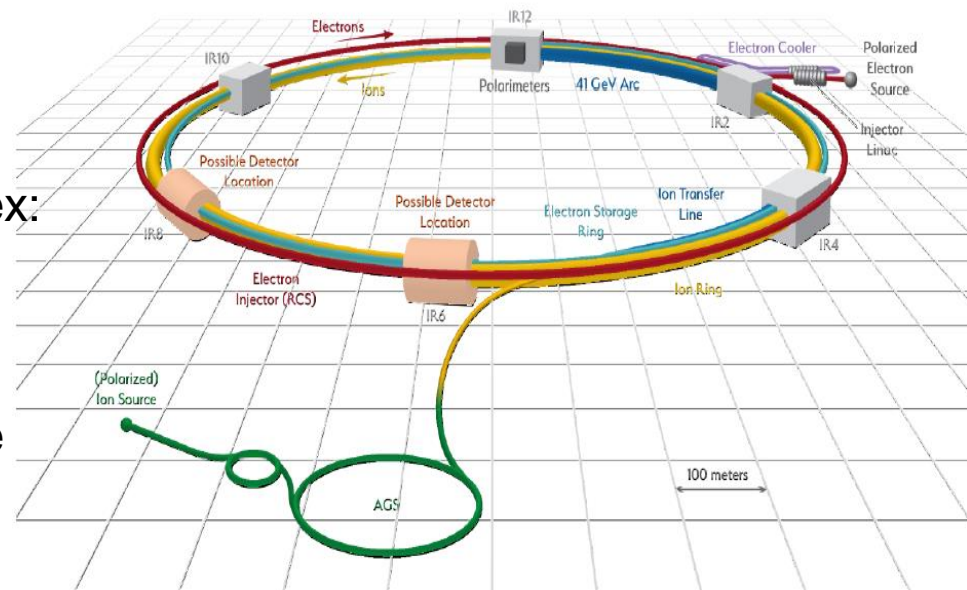 IR12
Electrons
IR10
Ions
Polarimeters
41 GeV Arc
Electron Cooler
Polarized
Electron
Source
IR2
Injector
Linac
Possible Detector
Location
ex:
IR8
Possible Detector
Location
Electron Storage
Ring
Ion Transfer
Line
IR4
Electron
Injector (RCS)
Ion Ring
IR6
(Polarized)
Ion Source
e
AGS
100 meters